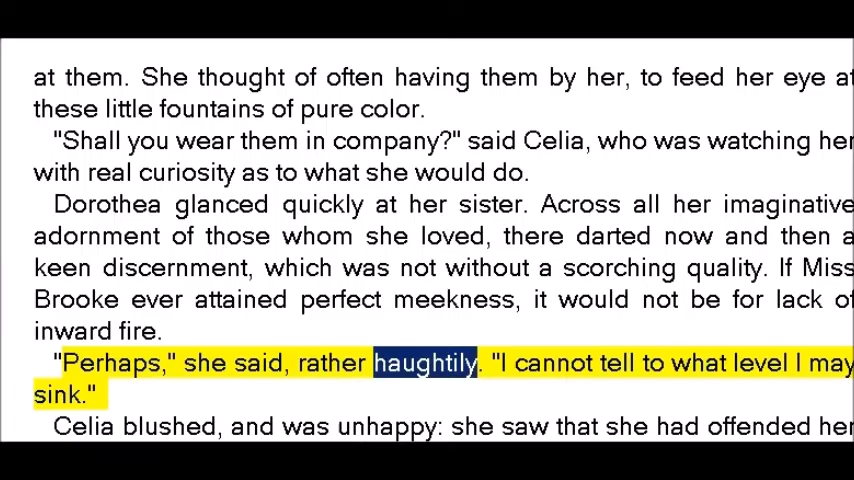 at them. She thought of often having them by her, to feed her eye at
these little fountains of pure color.
"Shall you wear them in company?" said Celia, who was watching her
with real curiosity as to what she would do.
Dorothea glanced quickly at her sister. Across all her imaginative
adornment of those whom she loved, there darted now and then a
keen discernment, which was not without a scorching quality. If Miss
Brooke ever attained perfect meekness, it would not be for lack of
inward fire.
"Perhaps," she said, rather haughtily. "I cannot tell to what level I may
sink."
Celia blushed, and was unhappy: she saw that she had offended her